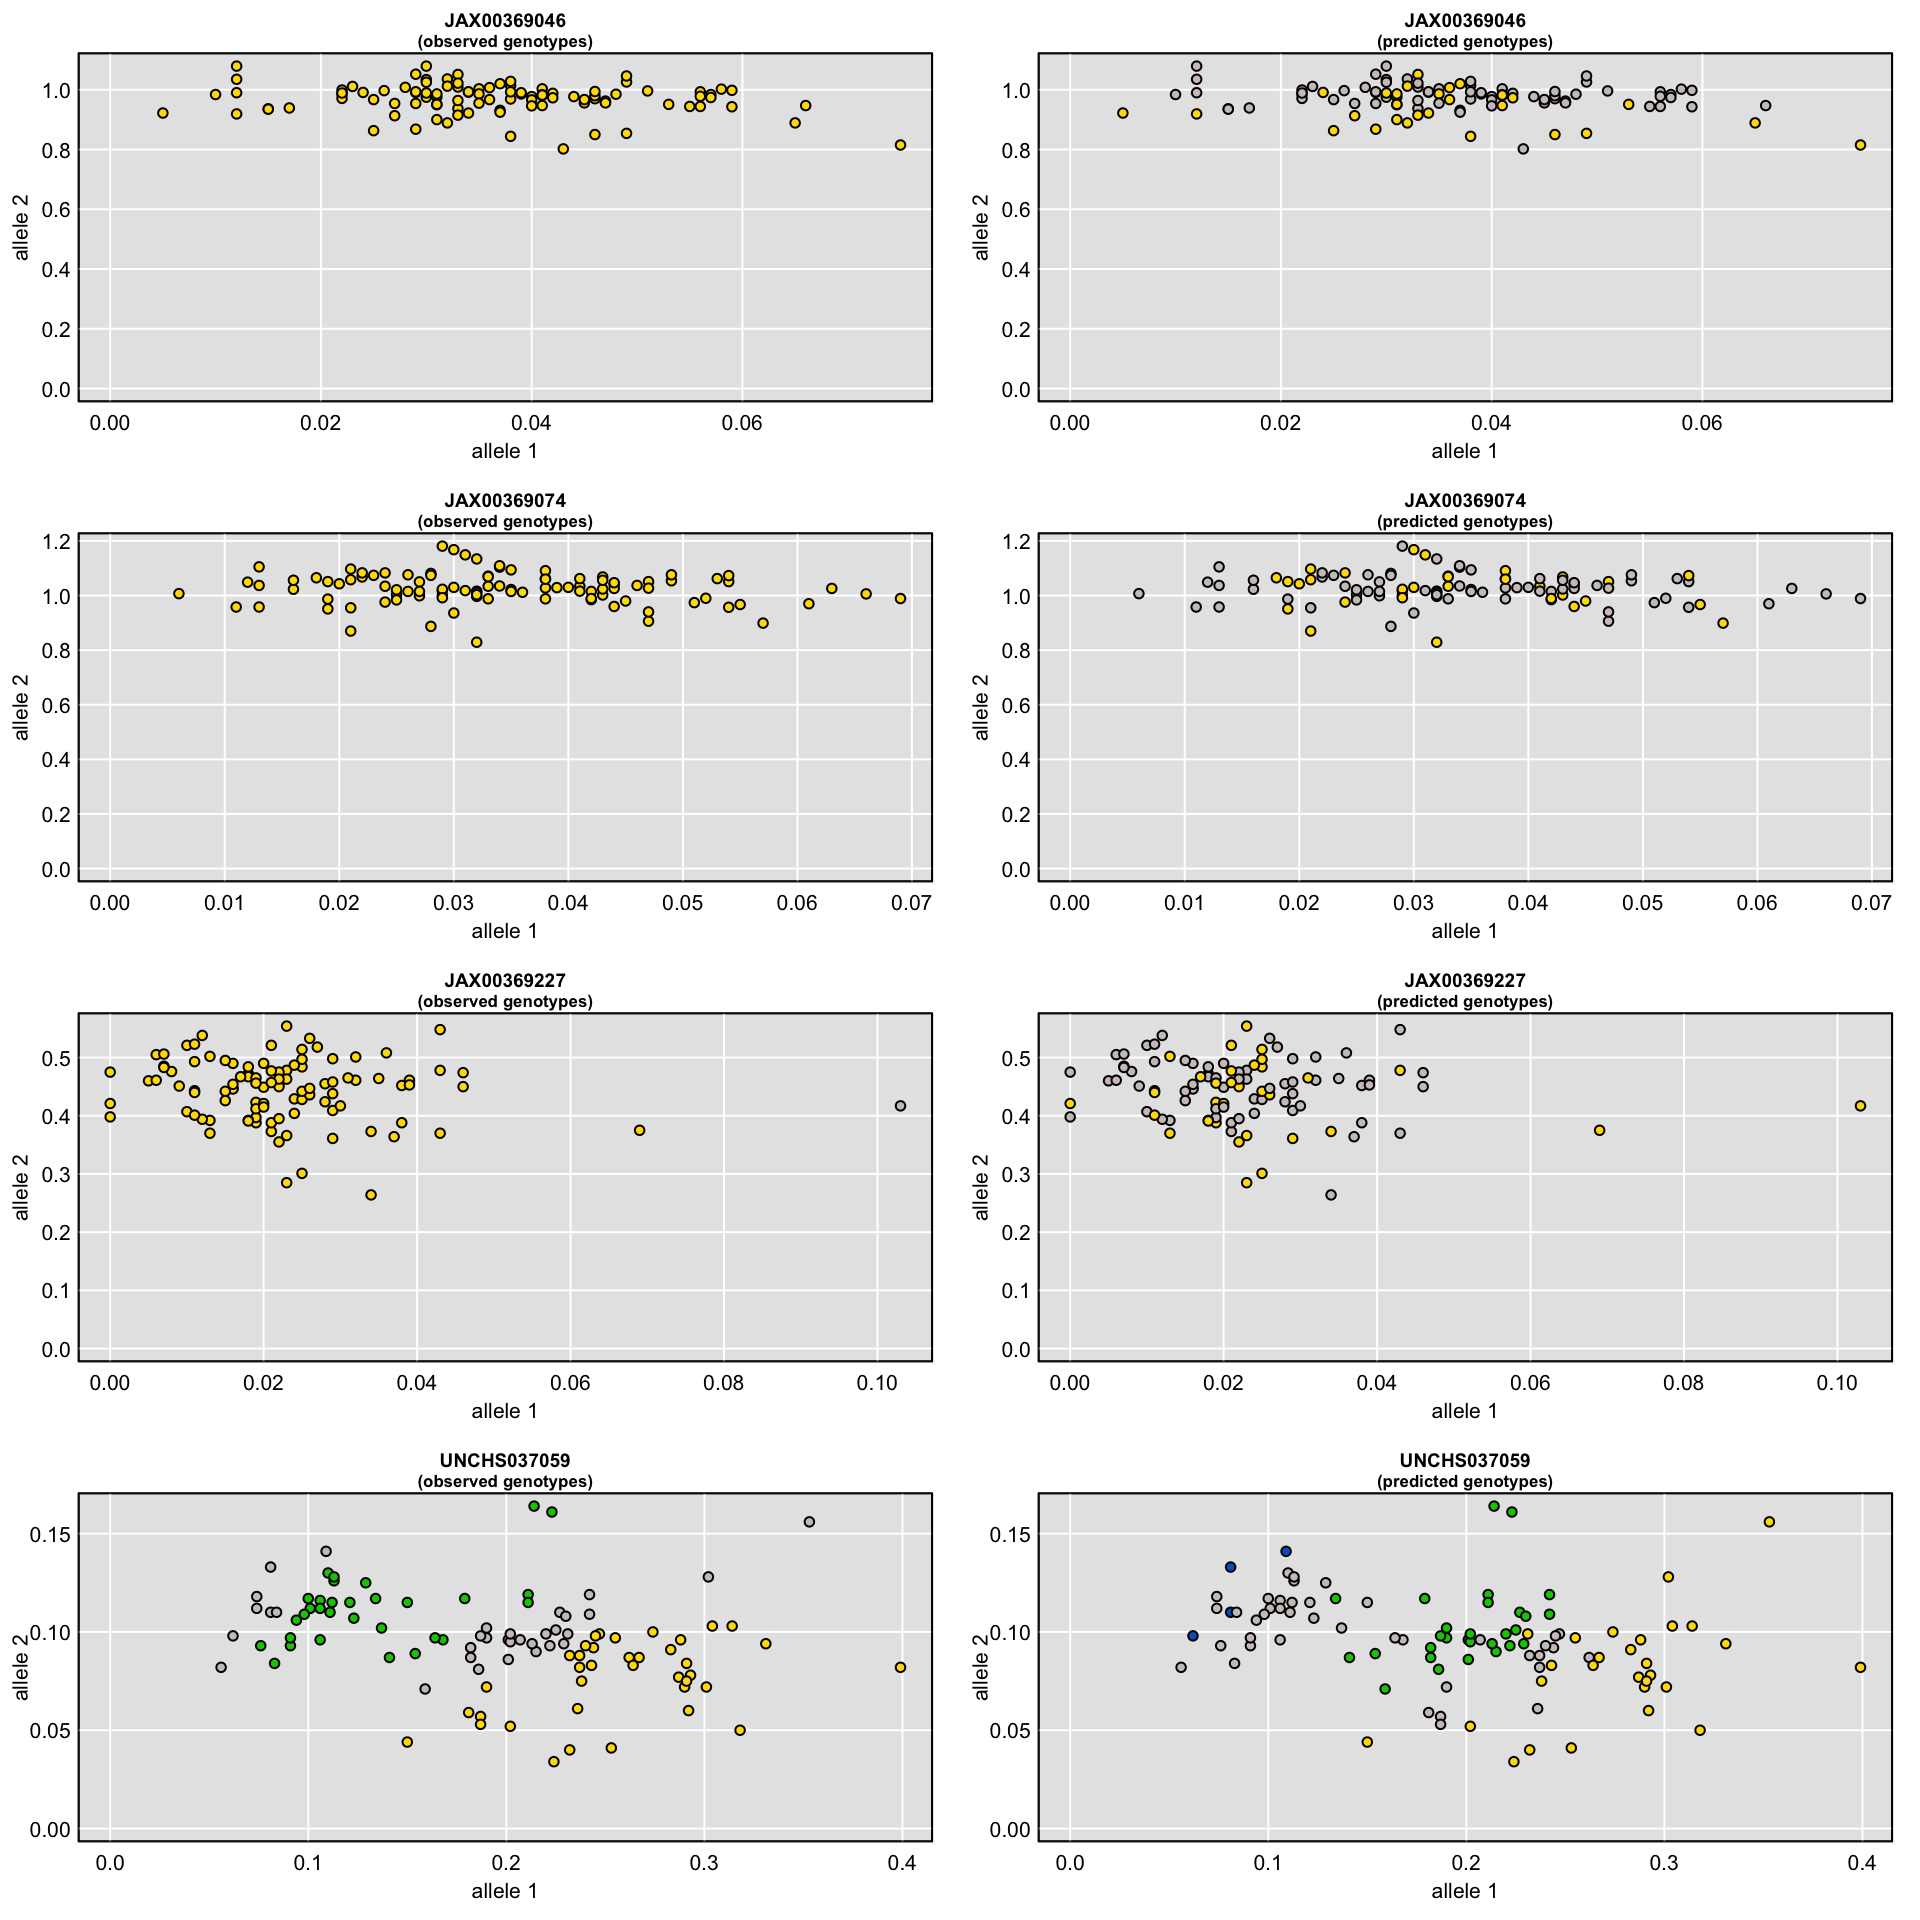 JAX00369046
(observed genotypes)
allele 2
1.0
0.8
0.6
0.4
0.2
0.0
0.00 0.02 0.04 0.06
allele 1
JAX00369046
(predicted genotypes)
allele 2
1.0
0.8
0.6
0.4
0.2
0.0
0.00 0.02 0.04 0.06
allele 1
JAX00369074
(observed genotypes)
allele 2
1.2
1.0
0.8
0.6
0.4
0.2
0.0
0.00 0.01 0.02 0.03 0.04 0.05 0.06 0.07
allele 1
JAX00369074
(predicted genotypes)
allele 2
1.2
1.0
0.8
0.6
0.4
0.2
0.0
0.00 0.01 0.02 0.03 0.04 0.05 0.06 0.07
allele 1
JAX00369227
(observed genotypes)
allele 2
0.5
0.4
0.3
0.2
0.1
0.0
0.00 0.02 0.04 0.06 0.08 0.10
allele 1
JAX00369227
(predicted genotypes)
allele 2
0.5
0.4
0.3
0.2
0.1
0.0
0.00 0.02 0.04 0.06 0.08 0.10
allele 1
UNCHS037059
(observed genotypes)
allele 2
0.15
0.10
0.05
0.00
0.0 0.1 0.2 0.3 0.4
allele 1
UNCHS037059
(predicted genotypes)
allele 2
0.15
0.10
0.05
0.00
0.0 0.1 0.2 0.3 0.4
allele 1